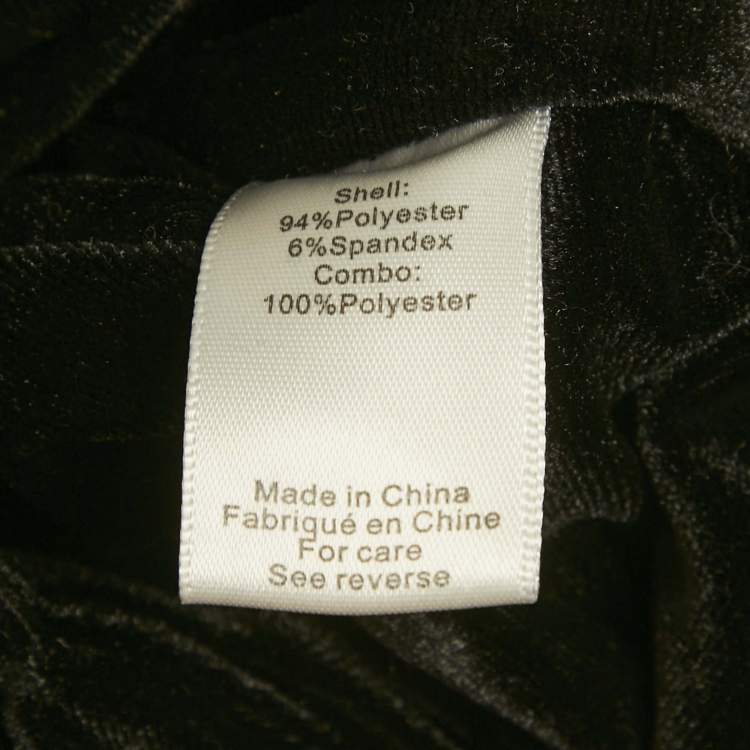 Shell:
94%Polyester
6%Spandex
Combo:
100%Polyester
Made in China
Fabriqué en Chine
For care
See reverse